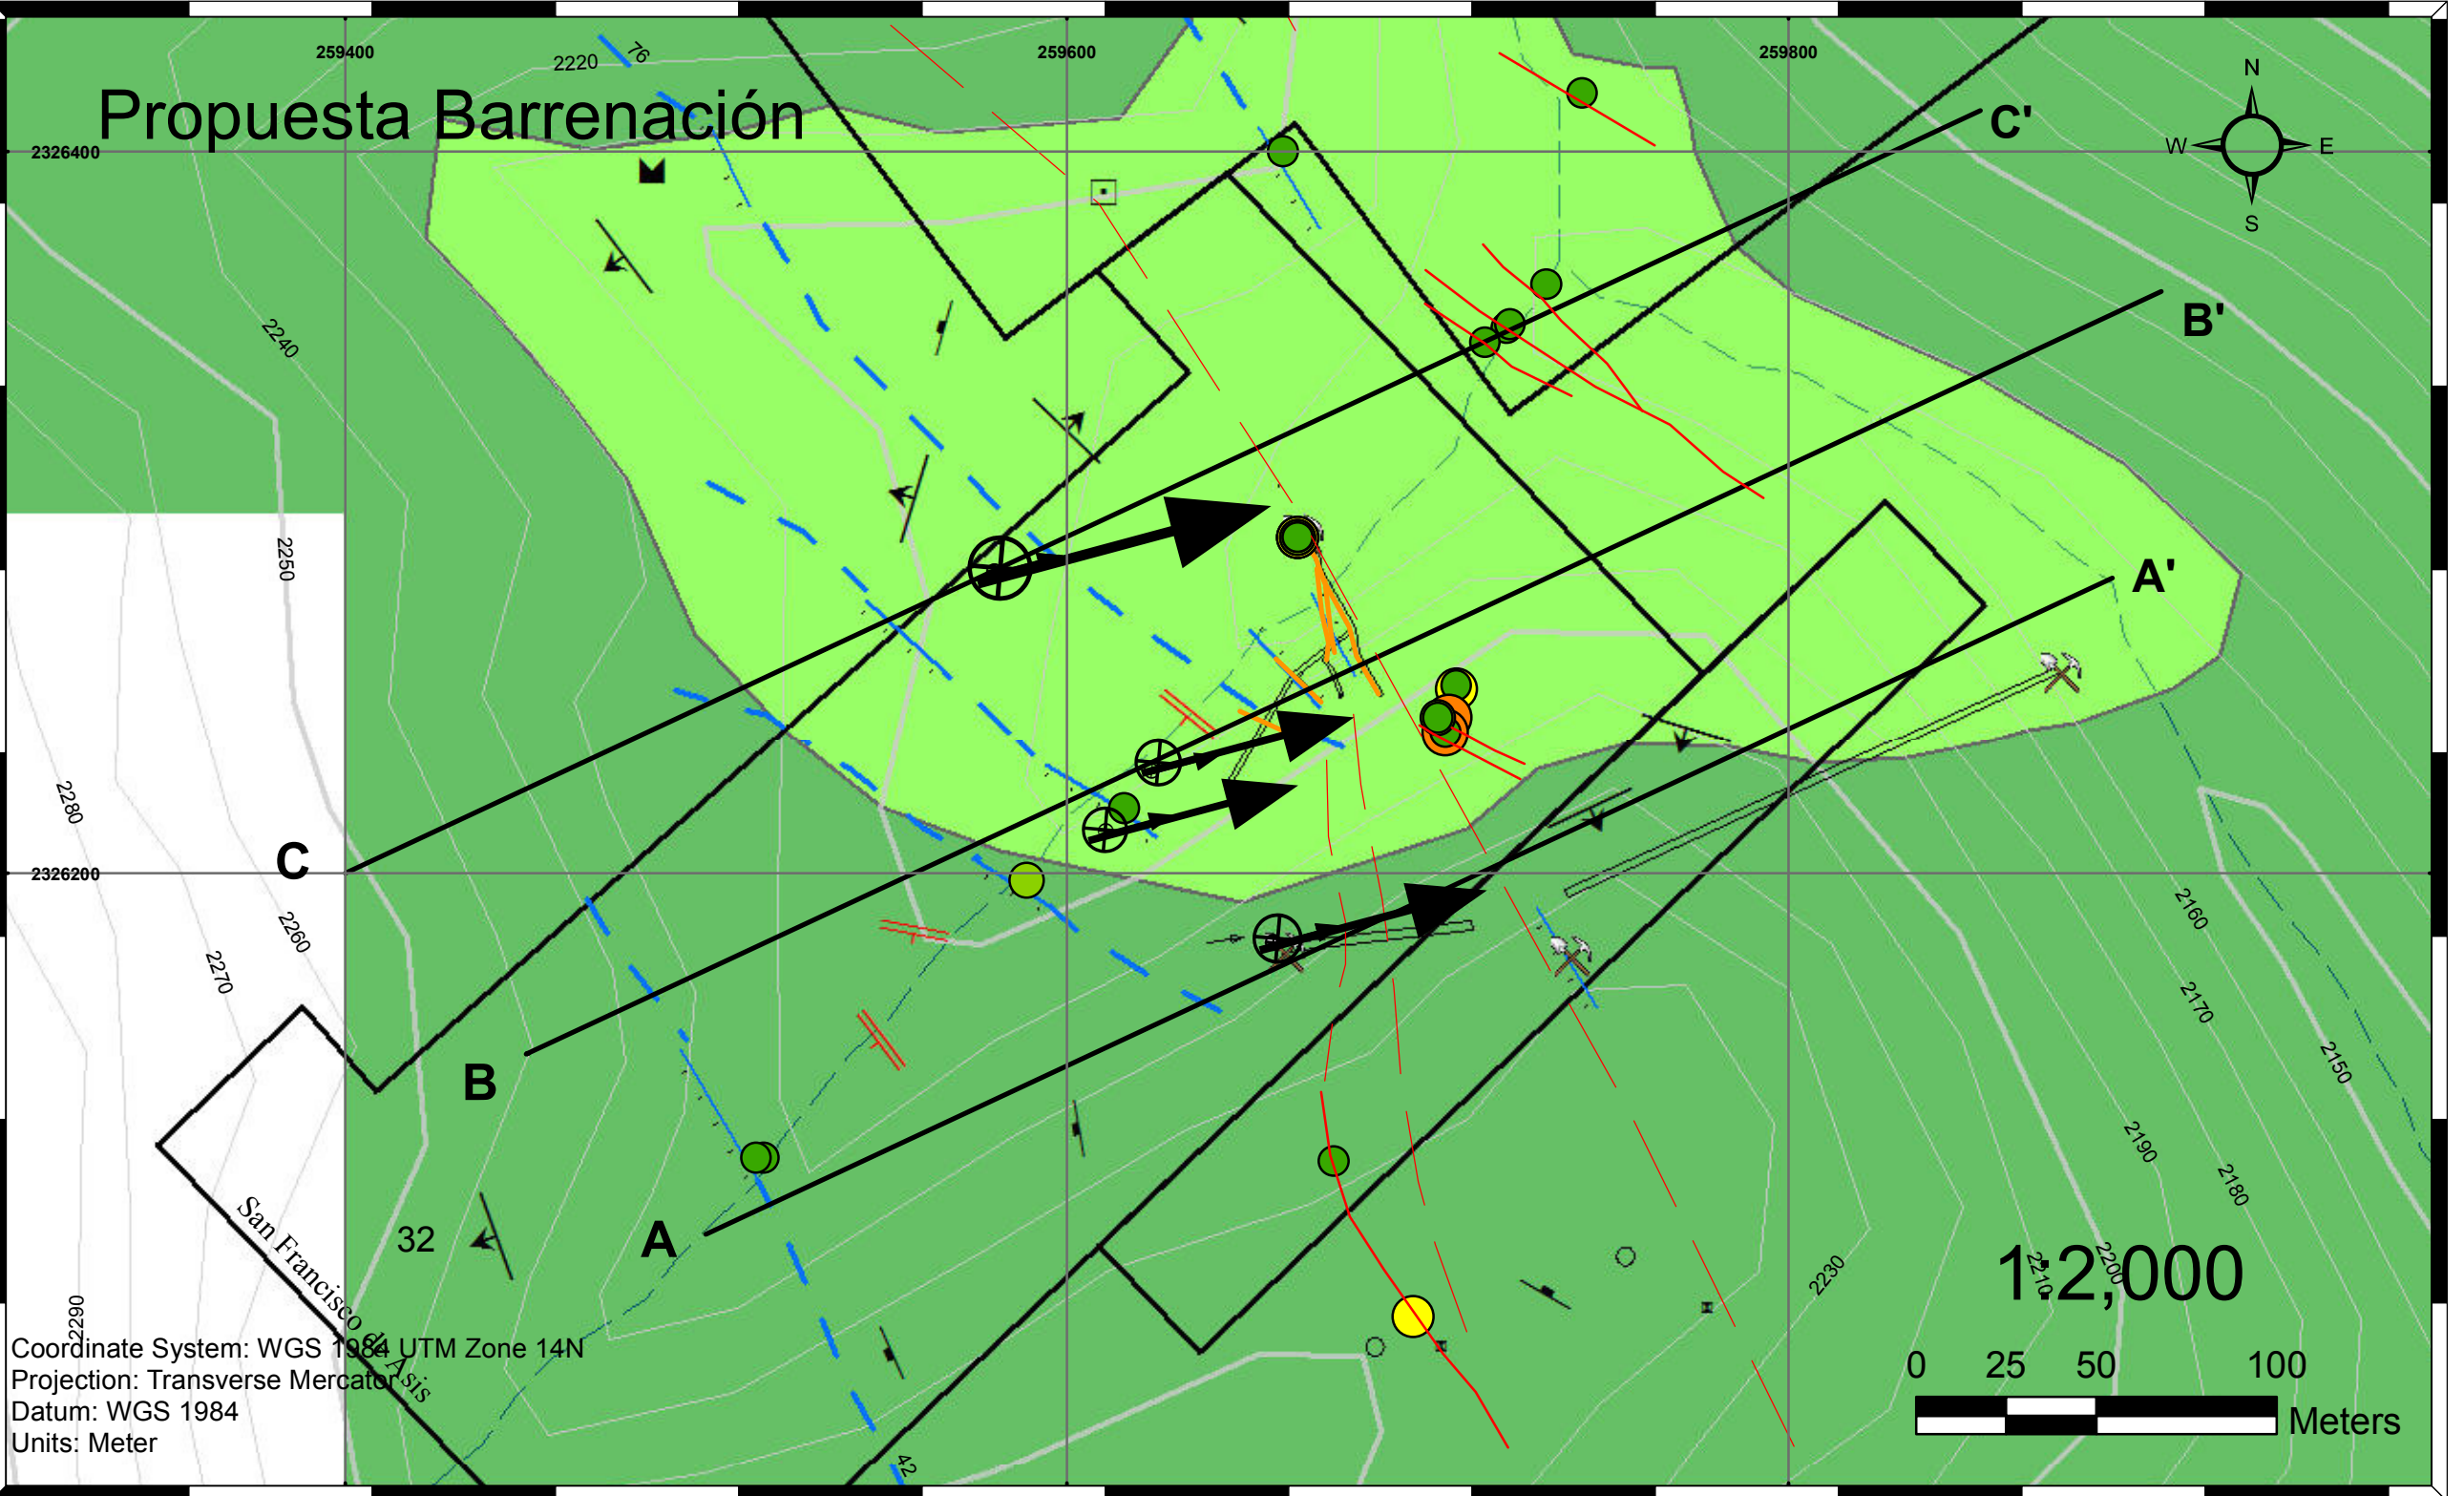 259400
259600
259800
76
2220
N
Propuesta Barrenación
C'
W
E
2326400
S
B'
2240
2250
A'
2280
C
2326200
2260
2160
2270
2170
2150
B
2190
2180
A
32
San Francisco de Asis
2230
2210
2200
1:2,000
2290
Coordinate System: WGS 1984 UTM Zone 14N
Projection: Transverse Mercator
Datum: WGS 1984
Units: Meter
0 25 50 100
Meters
42